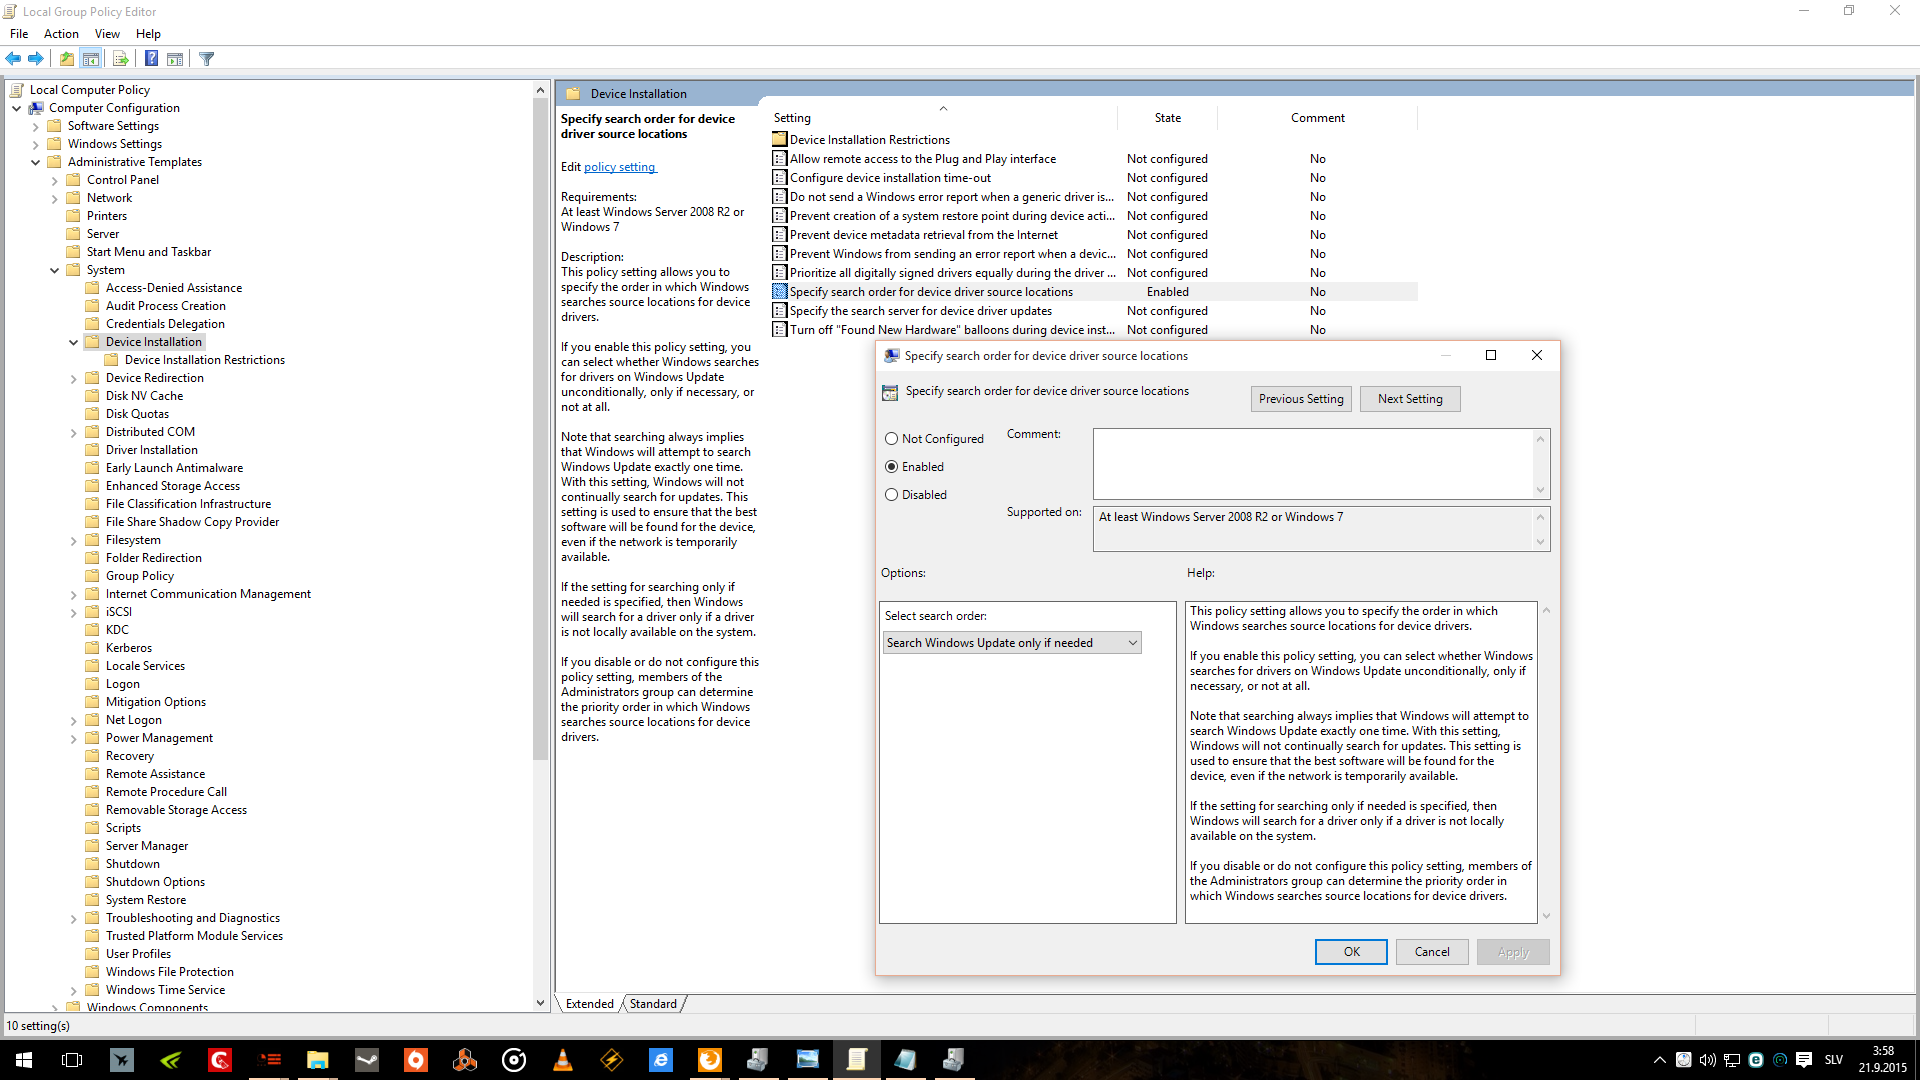 Local Group Policy Editor
File Action View Help
Local Computer Policy
Computer Configuration
Software Settings
Windows Settings
Administrative Templates
Control Panel
Network
Printers
Server
Start Menu and Taskbar
System
Access-Denied Assistance
Audit Process Creation
Credentials Delegation
Device Installation
Device Installation Restrictions
Device Redirection
Disk NV Cache
Disk Quotas
Distributed COM
Driver Installation
Early Launch Antimalware
Enhanced Storage Access
File Classification Infrastructure
File Share Shadow Copy Provider
Filesystem
Folder Redirection
Group Policy
Internet Communication Management
iSCSI
KDC
Kerberos
Locale Services
Logon
Mitigation Options
Net Logon
Power Management
Recovery
Remote Assistance
Remote Procedure Call
Removable Storage Access
Scripts
Server Manager
Shutdown
Shutdown Options
System Restore
Troubleshooting and Diagnostics
Trusted Platform Module Services
User Profiles
Windows File Protection
Windows Time Service
Windows Components
Device Installation
Specify search order for device
driver source locations
Edit policy setting
Requirements:
At least Windows Server 2008 R2 or
Windows 7
Description:
This policy setting allows you to
specify the order in which Windows
searches source locations for device
drivers.
If you enable this policy setting, you
can select whether Windows searches
for drivers on Windows Update
unconditionally, only if necessary, or
not at all.
Note that searching always implies
that Windows will attempt to search
Windows Update exactly one time.
With this setting, Windows will not
continually search for updates. This
setting is used to ensure that the best
software will be found for the device,
even if the network is temporarily
available.
If the setting for searching only if
needed is specified, then Windows
will search for a driver only if a driver
is not locally available on the system.
If you disable or do not configure this
policy setting, members of the
Administrators group can determine
the priority order in which Windows
searches source locations for device
drivers.
Setting State Comment
Device Installation Restrictions
Allow remote access to the Plug and Play interface Not configured No
Configure device installation time-out Not configured No
Do not send a Windows error report when a generic driver is... Not configured No
Prevent creation of a system restore point during device acti... Not configured No
Prevent device metadata retrieval from the Internet Not configured No
Prevent Windows from sending an error report when a devic... Not configured No
Prioritize all digitally signed drivers equally during the driver ... Not configured No
Specify search order for device driver source locations Enabled No
Specify the search server for device driver updates Not configured No
Turn off "Found New Hardware" balloons during device inst... Not configured No
Specify search order for device driver source locations
Specify search order for device driver source locations
Previous Setting Next Setting
Not Configured
Enabled
Disabled
Comment:
Supported on:
At least Windows Server 2008 R2 or Windows 7
Options:
Help:
Select search order:
Search Windows Update only if needed
This policy setting allows you to specify the order in which
Windows searches source locations for device drivers.
If you enable this policy setting, you can select whether Windows
searches for drivers on Windows Update unconditionally, only if
necessary, or not at all.
Note that searching always implies that Windows will attempt to
search Windows Update exactly one time. With this setting,
Windows will not continually search for updates. This setting is
used to ensure that the best software will be found for the
device, even if the network is temporarily available.
If the setting for searching only if needed is specified, then
Windows will search for a driver only if a driver is not locally
available on the system.
If you disable or do not configure this policy setting, members of
the Administrators group can determine the priority order in
which Windows searches source locations for device drivers.
OK Cancel Apply
Extended Standard
10 setting(s)
SLV
3:58
21.9.2015